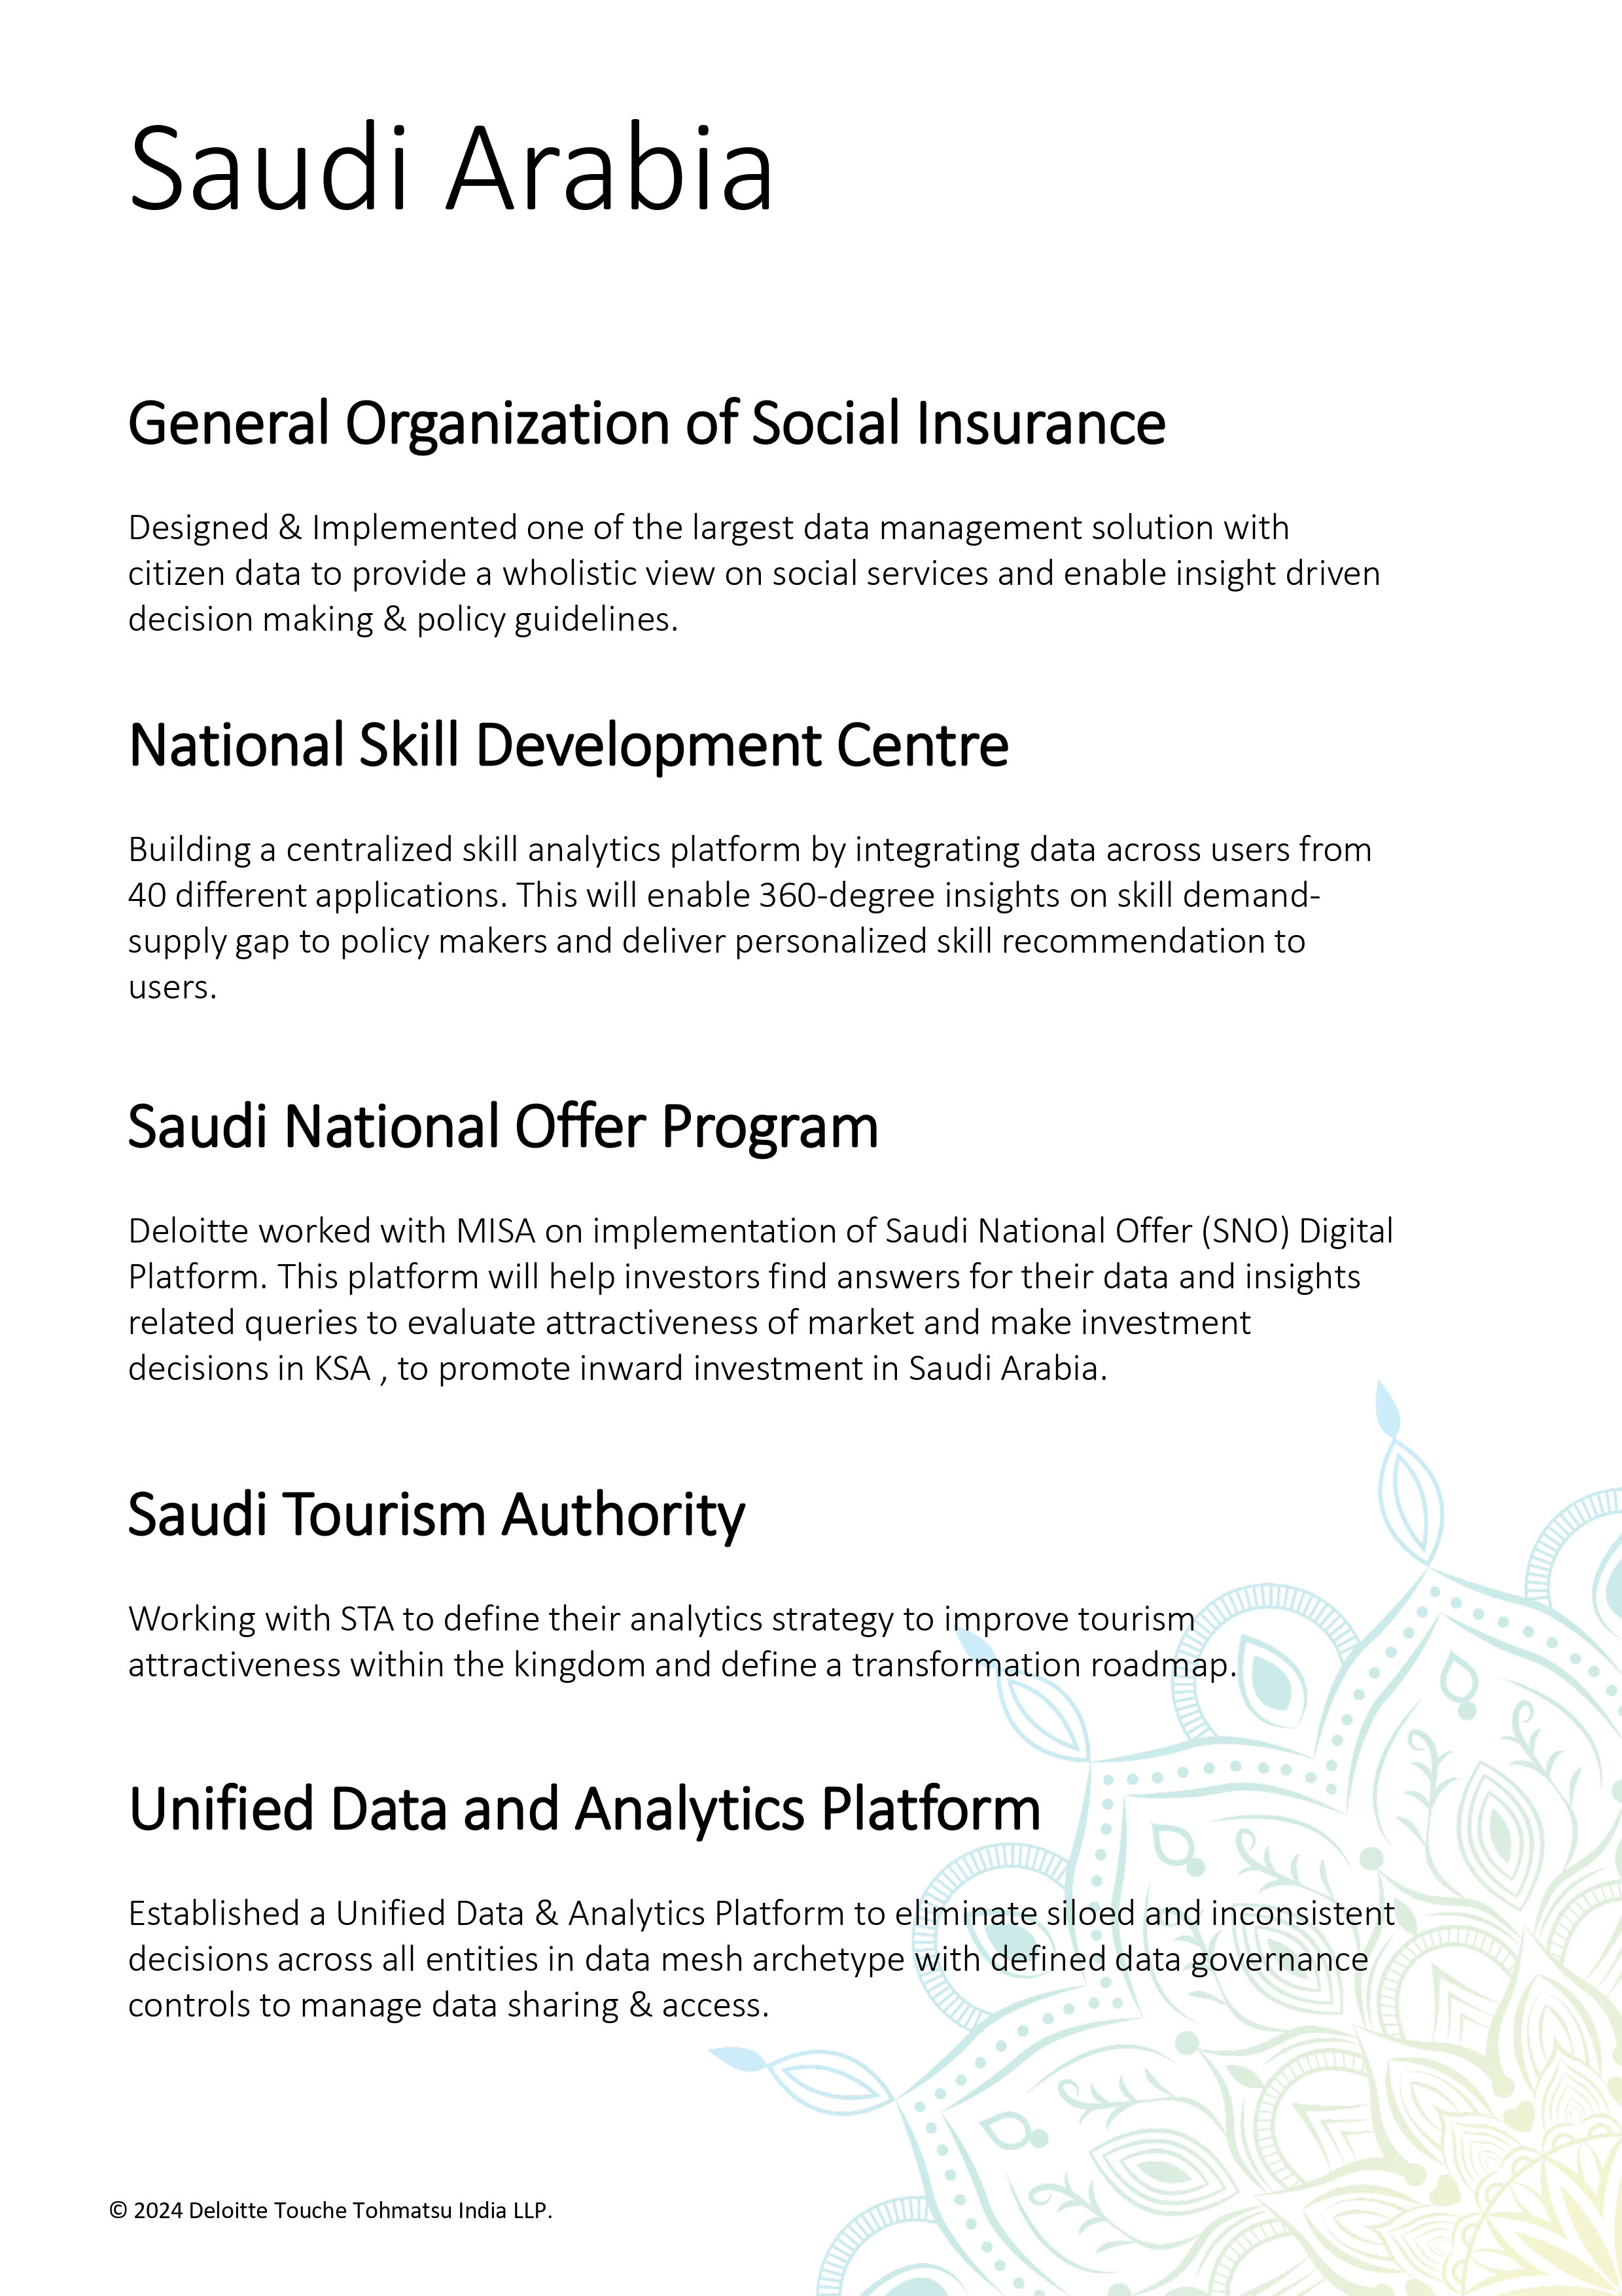 Saudi Arabia
General Organization of Social Insurance
Designed & Implemented one of the largest data management solution with
citizen data to provide a wholistic view on social services and enable insight driven
decision making & policy guidelines.
National Skill Development Centre
Building a centralized skill analytics platform by integrating data across users from
40 different applications. This will enable 360-degree insights on skill demand-
supply gap to policy makers and deliver personalized skill recommendation to
users.
Saudi National Offer Program
Deloitte worked with MISA on implementation of Saudi National Offer (SNO) Digital
Platform. This platform will help investors find answers for their data and insights
related queries to evaluate attractiveness of market and make investment
decisions in KSA , to promote inward investment in Saudi Arabia.
Saudi Tourism Authority
Working with STA to define their analytics strategy to improve tourism
attractiveness within the kingdom and define a transformation roadmap.
Unified Data and Analytics Platform
Established a Unified Data & Analytics Platform to eliminate siloed and inconsistent
decisions across all entities in data mesh archetype with defined data governance
controls to manage data sharing & access.
© 2024 Deloitte Touche Tohmatsu India LLP.